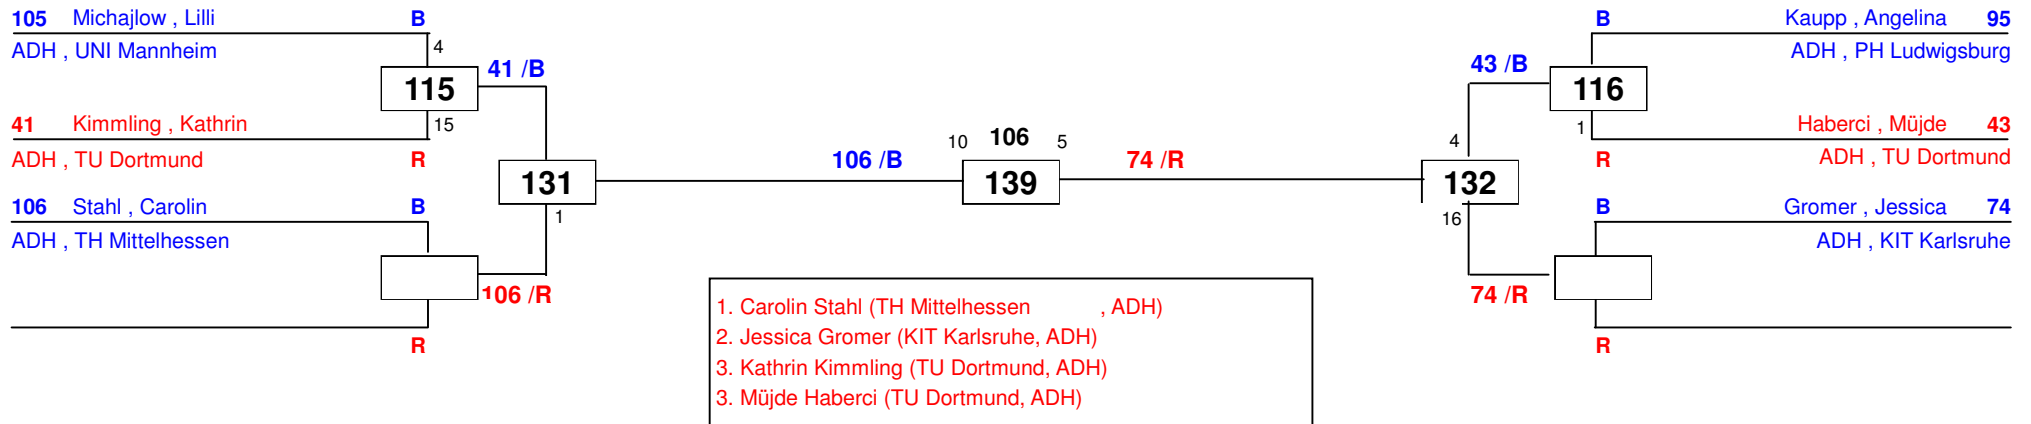 105 Michajlow , Lilli B
ADH , UNI Mannheim
4
115
41 /B
15
41 Kimmling , Kathrin
ADH , TU Dortmund R
131
1
106 Stahl , Carolin B
ADH , TH Mittelhessen
106 /R
R
106 /B
10 106 5
139
74 /R
B Kaupp , Angelina 95
ADH , PH Ludwigsburg
43 /B
116
1
Haberci , Müjde 43
R ADH , TU Dortmund
4
132
16
B Gromer , Jessica 74
ADH , KIT Karlsruhe
74 /R
R
1. Carolin Stahl (TH Mittelhessen , ADH)
2. Jessica Gromer (KIT Karlsruhe, ADH)
3. Kathrin Kimmling (TU Dortmund, ADH)
3. Müjde Haberci (TU Dortmund, ADH)